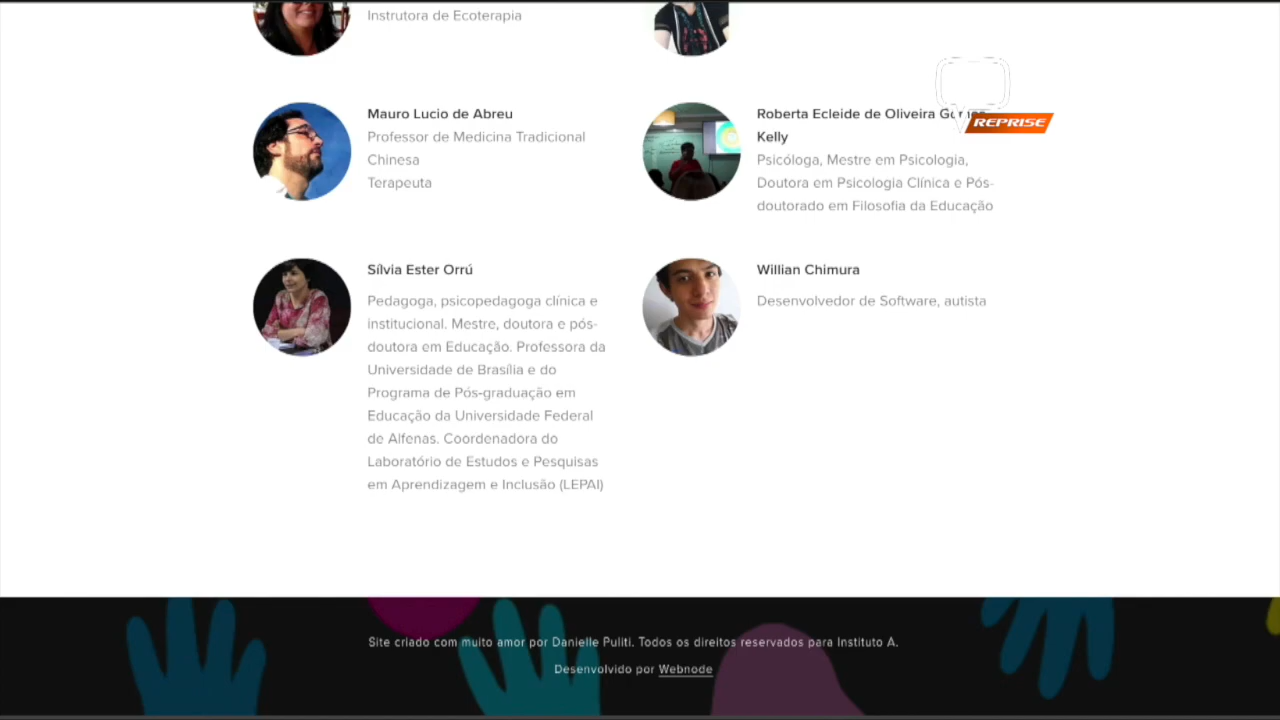 Instrutora de Ecoterapia
Mauro Lucio de Abreu
Professor de Medicina Tradicional
Chinesa
Terapeuta
Roberta Ecleide de Oliveira Gomes
Kelly
Psicóloga, Mestre em Psicologia,
Doutora em Psicologia Clínica e Pós-
doutorado em Filosofia da Educação
REPRISE
Sílvia Ester Orrú
Pedagoga, psicopedagoga clínica e
institucional. Mestre, doutora e pós-
doutora em Educação. Professora da
Universidade de Brasília e do
Programa de Pós-graduação em
Educação da Universidade Federal
de Alfenas. Coordenadora do
Laboratório de Estudos e Pesquisas
em Aprendizagem e Inclusão (LEPAI)
Willian Chimura
Desenvolvedor de Software, autista
Site criado com muito amor por Danielle Puliti. Todos os direitos reservados para Instituto A.
Desenvolvido por Webnode